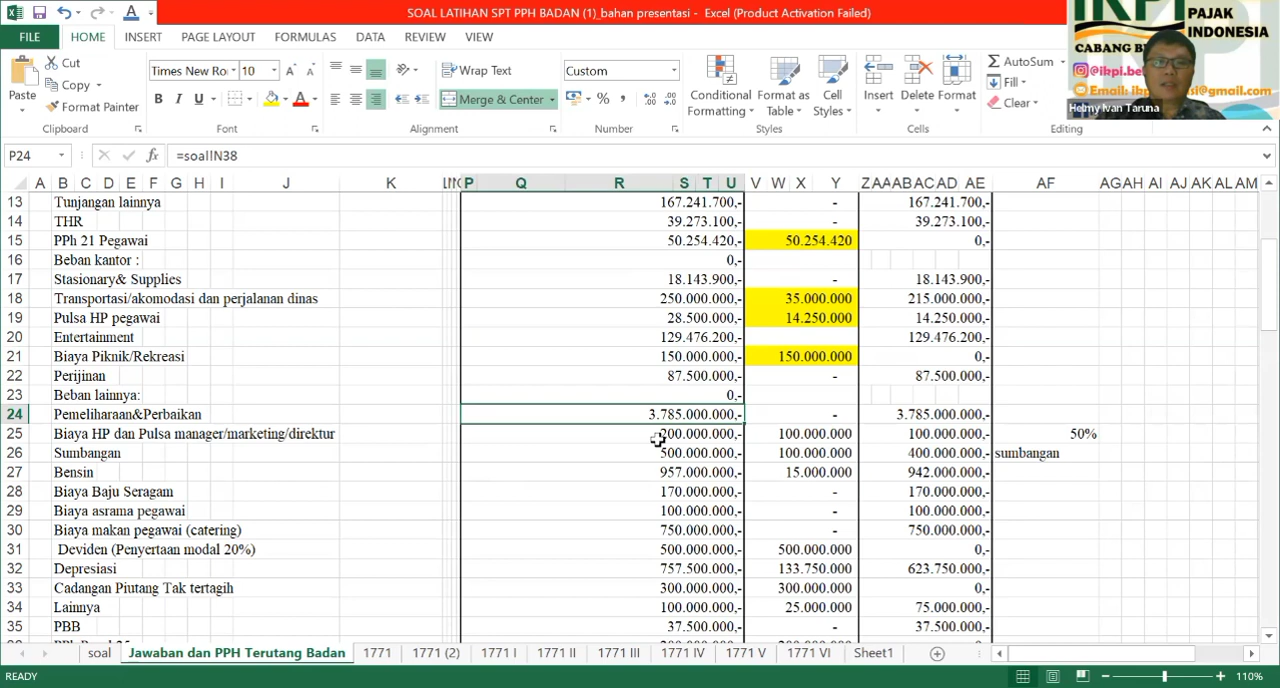 SOAL LATIHAN SPT PPH BADAN (1)_bahan presentasi - Excel (Product Activation Failed)
PAJAK
INDONESIA
CABANG
FILE HOME INSERT PAGE LAYOUT FORMULAS DATA REVIEW VIEW
Helmy Ivan Taruna
Paste
Cut
Copy
Format Painter
Clipboard
Times New Ro 10
B I U
Font
Wrap Text
Merge & Center
Alignment
Custom
%
Number
Conditional Formatting
Format as Table
Cell Styles
Styles
Insert Delete Format
Cells
AutoSum
Fill
Clear
Editing
P24 fx =soal!N38
A B C D E F G H I J K P Q R S T U V W X Y Z AA AB AC AD AE AF AG AH AI AJ AK AL AM
13 Tunjangan lainnya 167.241.700,- - 167.241.700,-
14 THR 39.273.100,- - 39.273.100,-
15 PPh 21 Pegawai 50.254.420,- 50.254.420 0,-
16 Beban kantor : 0,-
17 Stasionary& Supplies 18.143.900,- - 18.143.900,-
18 Transportasi/akomodasi dan perjalanan dinas 250.000.000,- 35.000.000 215.000.000,-
19 Pulsa HP pegawai 28.500.000,- 14.250.000 14.250.000,-
20 Entertainment 129.476.200,- 129.476.200,-
21 Biaya Piknik/Rekreasi 150.000.000,- 150.000.000 0,-
22 Perijinan 87.500.000,- - 87.500.000,-
23 Beban lainnya: 0,-
24 Pemeliharaan&Perbaikan 3.785.000.000,- - 3.785.000.000,-
25 Biaya HP dan Pulsa manager/marketing/direktur 200.000.000,- 100.000.000 100.000.000,- 50%
26 Sumbangan 500.000.000,- 100.000.000 400.000.000,- sumbangan
27 Bensin 957.000.000,- 15.000.000 942.000.000,-
28 Biaya Baju Seragam 170.000.000,- - 170.000.000,-
29 Biaya asrama pegawai 100.000.000,- - 100.000.000,-
30 Biaya makan pegawai (catering) 750.000.000,- - 750.000.000,-
31 Deviden (Penyertaan modal 20%) 500.000.000,- 500.000.000 0,-
32 Depresiasi 757.500.000,- 133.750.000 623.750.000,-
33 Cadangan Piutang Tak tertagih 300.000.000,- 300.000.000 0,-
34 Lainnya 100.000.000,- 25.000.000 75.000.000,-
35 PBB 37.500.000,- - 37.500.000,-
soal Jawaban dan PPH Terutang Badan 1771 1771 (2) 1771 I 1771 II 1771 III 1771 IV 1771 V 1771 VI Sheet1
READY 110%